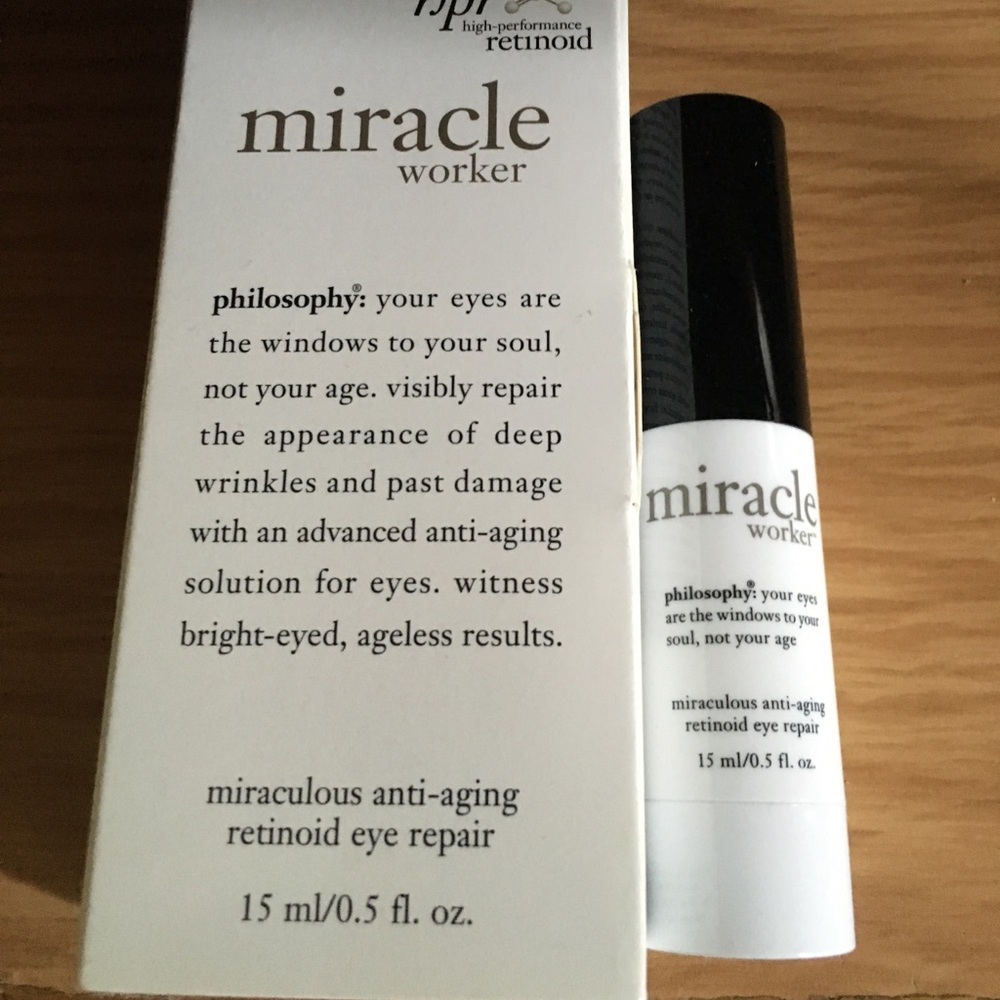 hpr
high-performance
retinoid
miracle
worker
philosophy®: your eyes are
the windows to your soul,
not your age. visibly repair
the appearance of deep
wrinkles and past damage
with an advanced anti-aging
solution for eyes. witness
bright-eyed, ageless results.
miraculous anti-aging
retinoid eye repair
15 ml/0.5 fl. oz.
miracle
worker™
philosophy®: your eyes
are the windows to your
soul, not your age
miraculous anti-aging
retinoid eye repair
15 ml/0.5 fl. oz.